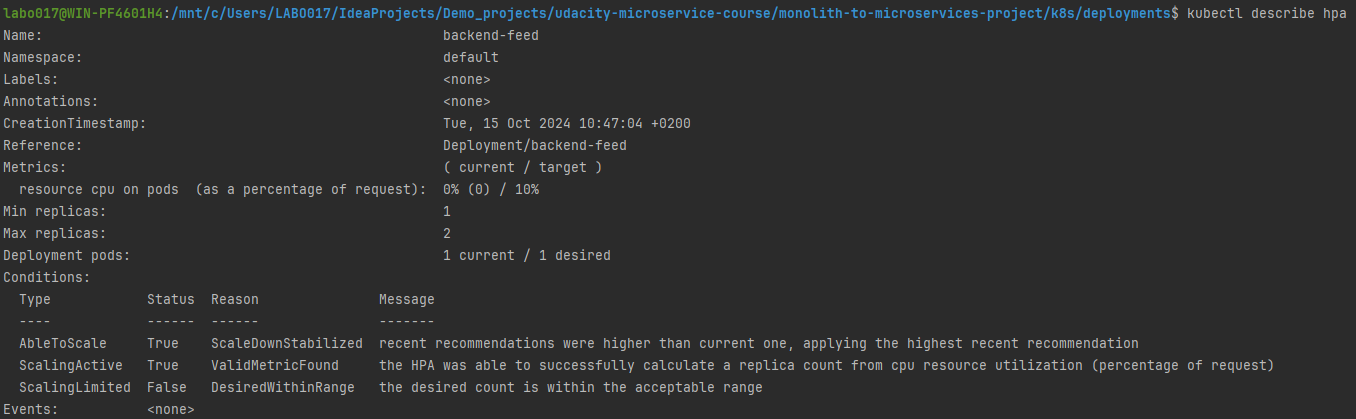 labo017@WIN-PF4601H4:/mnt/c/Users/LABO017/IdeaProjects/Demo_projects/udacity-microservice-course/monolith-to-microservices-project/k8s/deployments$ kubectl describe hpa
Name:                                                  backend-feed
Namespace:                                             default
Labels:                                                <none>
Annotations:                                           <none>
CreationTimestamp:                                     Tue, 15 Oct 2024 10:47:04 +0200
Reference:                                             Deployment/backend-feed
Metrics:                                               ( current / target )
  resource cpu on pods  (as a percentage of request):  0% (0) / 10%
Min replicas:                                          1
Max replicas:                                          2
Deployment pods:                                       1 current / 1 desired
Conditions:
  Type            Status  Reason               Message
  ----            ------  ------               -------
  AbleToScale     True    ScaleDownStabilized  recent recommendations were higher than current one, applying the highest recent recommendation
  ScalingActive   True    ValidMetricFound     the HPA was able to successfully calculate a replica count from cpu resource utilization (percentage of request)
  ScalingLimited  False   DesiredWithinRange   the desired count is within the acceptable range
Events:           <none>